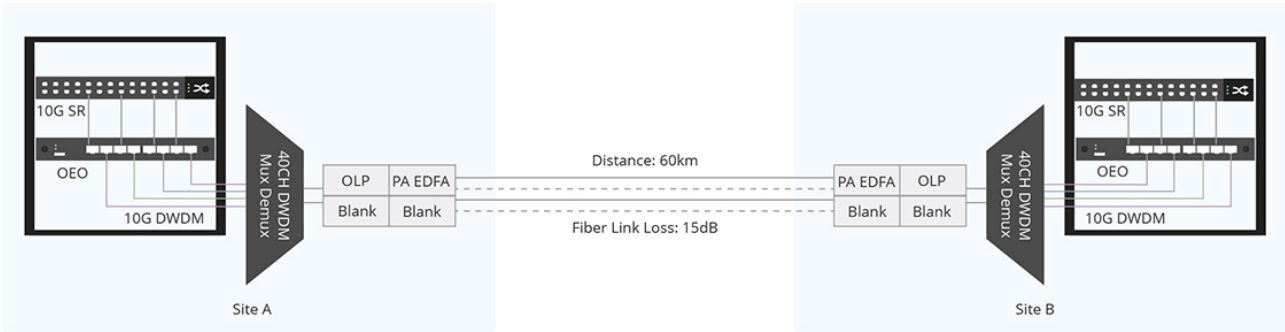 10G SR
OEO
10G DWDM
40CH DWDM
Mux Demux
OLP
PA EDFA
Blank
Blank
Site A
Distance: 60km
Fiber Link Loss: 15dB
PA EDFA
OLP
Blank
Blank
40CH DWDM
Mux Demux
10G SR
OEO
10G DWDM
Site B